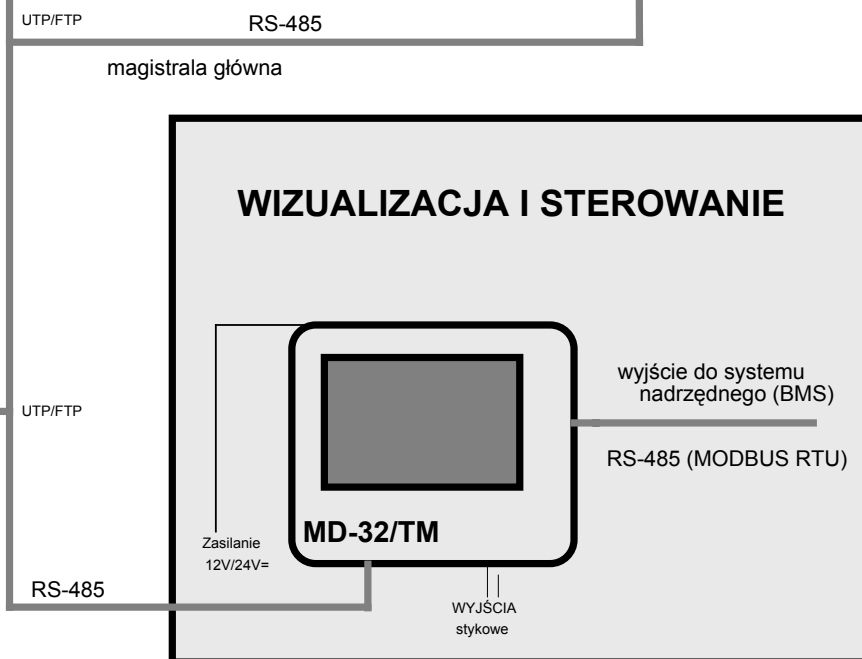 UTP/FTP
RS-485
magistrala główna
WIZUALIZACJA I STEROWANIE
wyjście do systemu
nadrzędnego (BMS)
UTP/FTP
RS-485 (MODBUS RTU)
MD-32/TM
Zasilanie
12V/24V=
RS-485
WYJŚCIA
stykowe